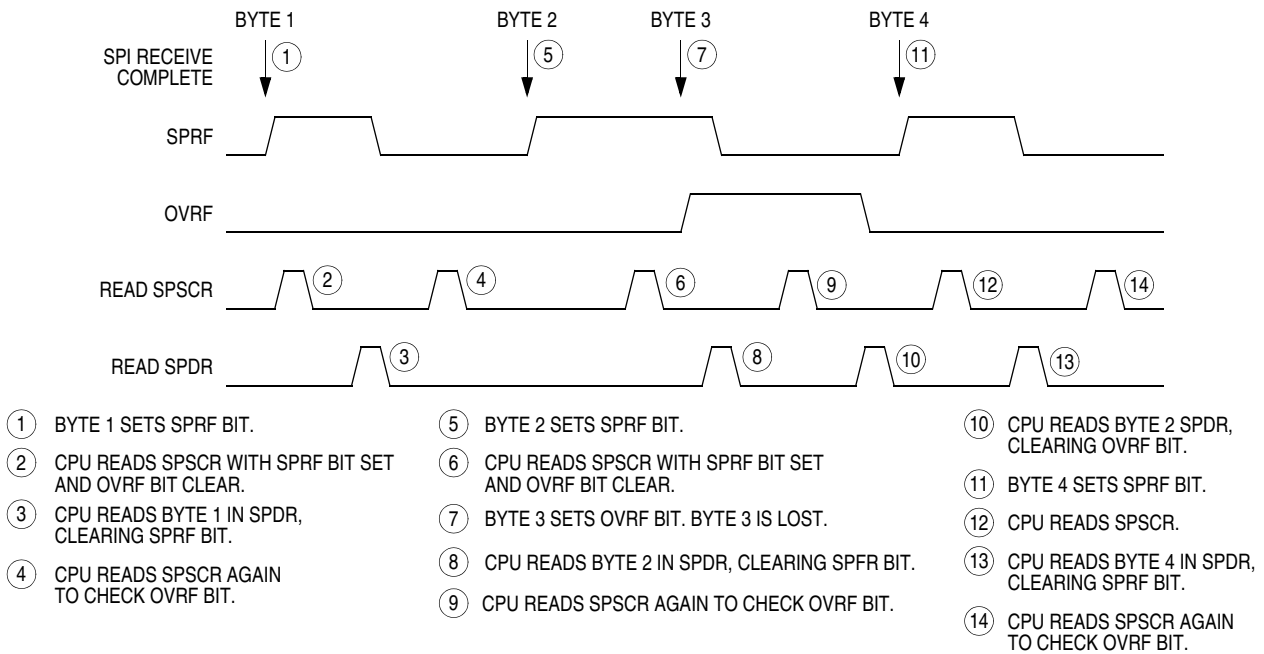 BYTE 1 BYTE 2 BYTE 3 BYTE 4
SPI RECEIVE
COMPLETE
1 5 7 11
SPRF
OVRF
READ SPSCR
2 4 6 9 12 14
READ SPDR
3 8 10 13
1 BYTE 1 SETS SPRF BIT.
2 CPU READS SPSCR WITH SPRF BIT SET
AND OVRF BIT CLEAR.
3 CPU READS BYTE 1 IN SPDR,
CLEARING SPRF BIT.
4 CPU READS SPSCR AGAIN
TO CHECK OVRF BIT.
5 BYTE 2 SETS SPRF BIT.
6 CPU READS SPSCR WITH SPRF BIT SET
AND OVRF BIT CLEAR.
7 BYTE 3 SETS OVRF BIT. BYTE 3 IS LOST.
8 CPU READS BYTE 2 IN SPDR, CLEARING SPFR BIT.
9 CPU READS SPSCR AGAIN TO CHECK OVRF BIT.
10 CPU READS BYTE 2 SPDR,
CLEARING OVRF BIT.
11 BYTE 4 SETS SPRF BIT.
12 CPU READS SPSCR.
13 CPU READS BYTE 4 IN SPDR,
CLEARING SPRF BIT.
14 CPU READS SPSCR AGAIN
TO CHECK OVRF BIT.